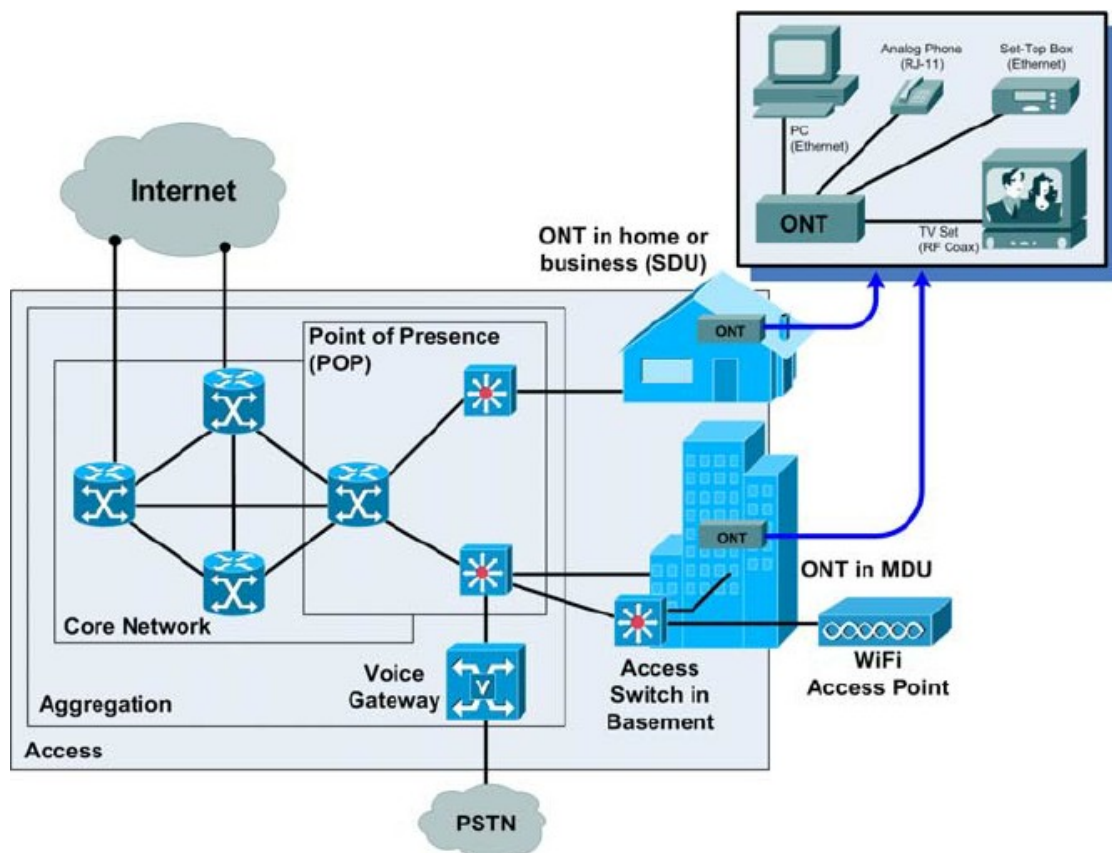 Analog Phone
(RJ-11)
Set-Top Box
(Ethernet)
PC
(Ethernet)
ONT
TV Set
(RF Coax)
Internet
ONT in home or
business (SDU)
ONT
Point of Presence
(POP)
ONT
ONT in MDU
Core Network
Voice
Gateway
V
Access
Switch in
Basement
WiFi
Access Point
Aggregation
Access
PSTN